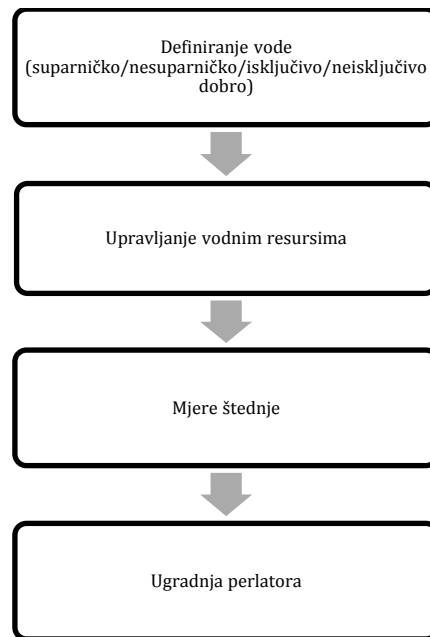 Definiranje vode
(suparničko/nesuparničko/isključivo/neisključivo
dobro)
Upravljanje vodnim resursima
Mjere štednje
Ugradnja perlatora